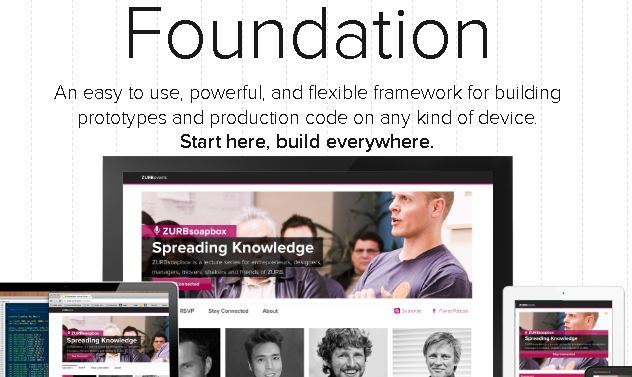 Foundation
An easy to use, powerful, and flexible framework for building
prototypes and production code on any kind of device.
Start here, build everywhere.
ZURBevents
ZURBsoapbox
Spreading Knowledge
ZURBsoapbox is a lecture series for entrepreneurs, designers,
managers, movers, shakers and friends of ZURB.
RSVP Stay Connected About Subscribe iTunes Podcast
ZURBsoapbox
Spreading Knowledge
ZURBsoapbox
Spreading Knowledge